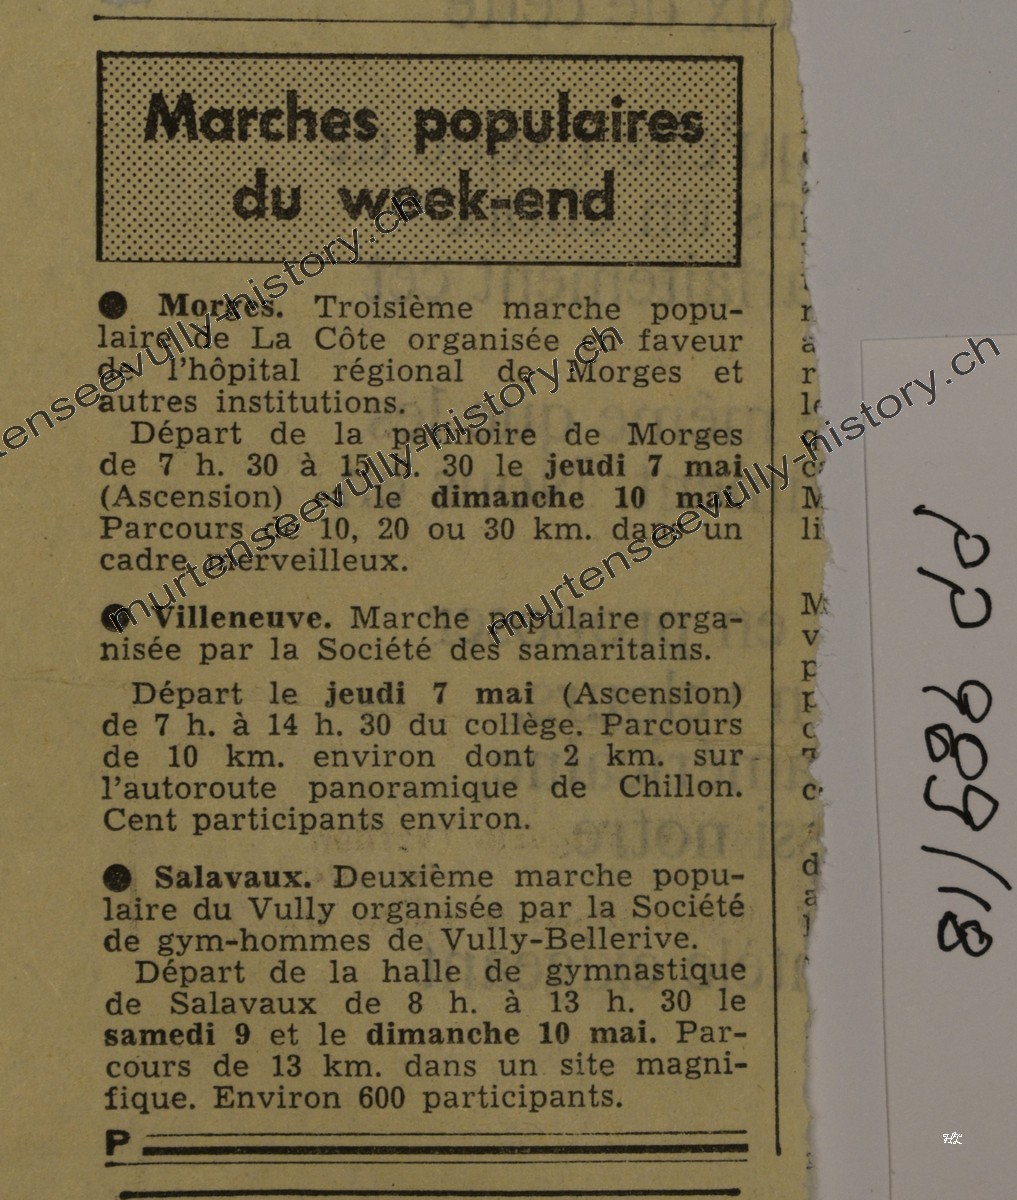 Marches populaires
du week-end
● Morges. Troisième marche popu-
laire de La Côte organisée en faveur
de l'hôpital régional de Morges et
autres institutions.
Départ de la patinoire de Morges
de 7 h. 30 à 15 h. 30 le jeudi 7 mai
(Ascension) et le dimanche 10 mai.
Parcours de 10, 20 ou 30 km. dans un
cadre merveilleux.
● Villeneuve. Marche populaire orga-
nisée par la Société des samaritains.
Départ le jeudi 7 mai (Ascension)
de 7 h. à 14 h. 30 du collège. Parcours
de 10 km. environ dont 2 km. sur
l'autoroute panoramique de Chillon.
Cent participants environ.
● Salavaux. Deuxième marche popu-
laire du Vully organisée par la Société
de gym-hommes de Vully-Bellerive.
Départ de la halle de gymnastique
de Salavaux de 8 h. à 13 h. 30 le
samedi 9 et le dimanche 10 mai. Par-
cours de 13 km. dans un site magni-
fique. Environ 600 participants.
P
murtenseevully-history.ch
murtenseevully-history.ch
murtenseevully-history.ch
989/18